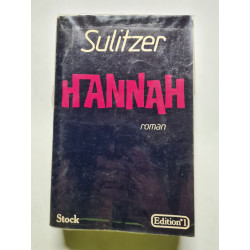 Sulitzer
HANNAH
roman
Stock
Edition°1